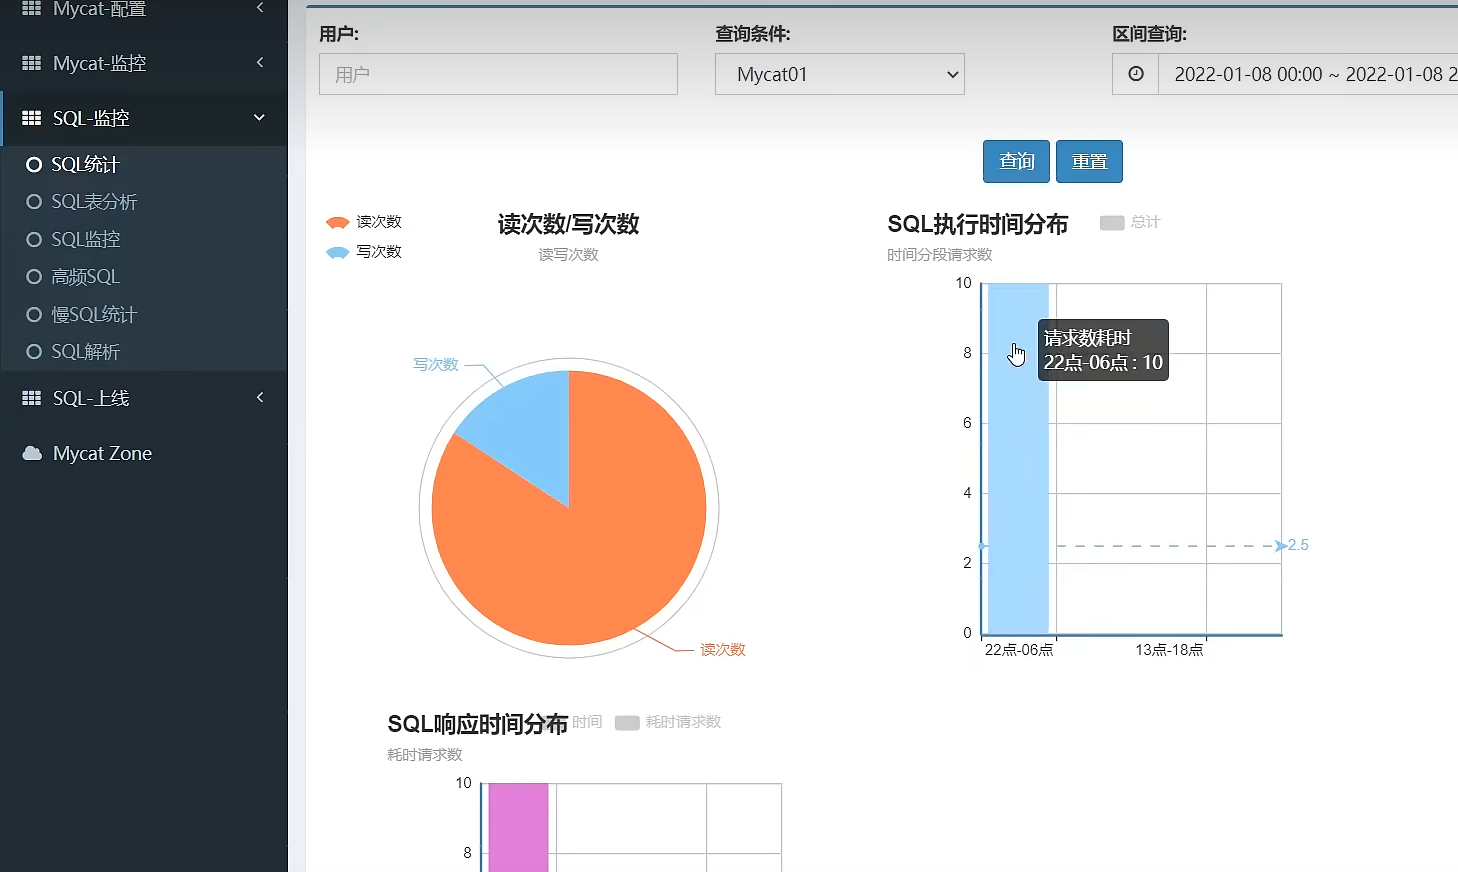 Mycat-配置
Mycat-监控
SQL-监控
SQL统计
SQL表分析
SQL监控
高频SQL
慢SQL统计
SQL解析
SQL-上线
Mycat Zone
用户:
用户
查询条件:
Mycat01
区间查询:
2022-01-08 00:00 ~ 2022-01-08 2
查询
重置
读次数
写次数
读次数/写次数
读写次数
写次数
读次数
SQL执行时间分布
总计
时间分段请求数
10
8
6
4
2
0
请求数耗时
22点-06点 : 10
2.5
22点-06点
13点-18点
SQL响应时间分布
时间
耗时请求数
耗时请求数
10
8